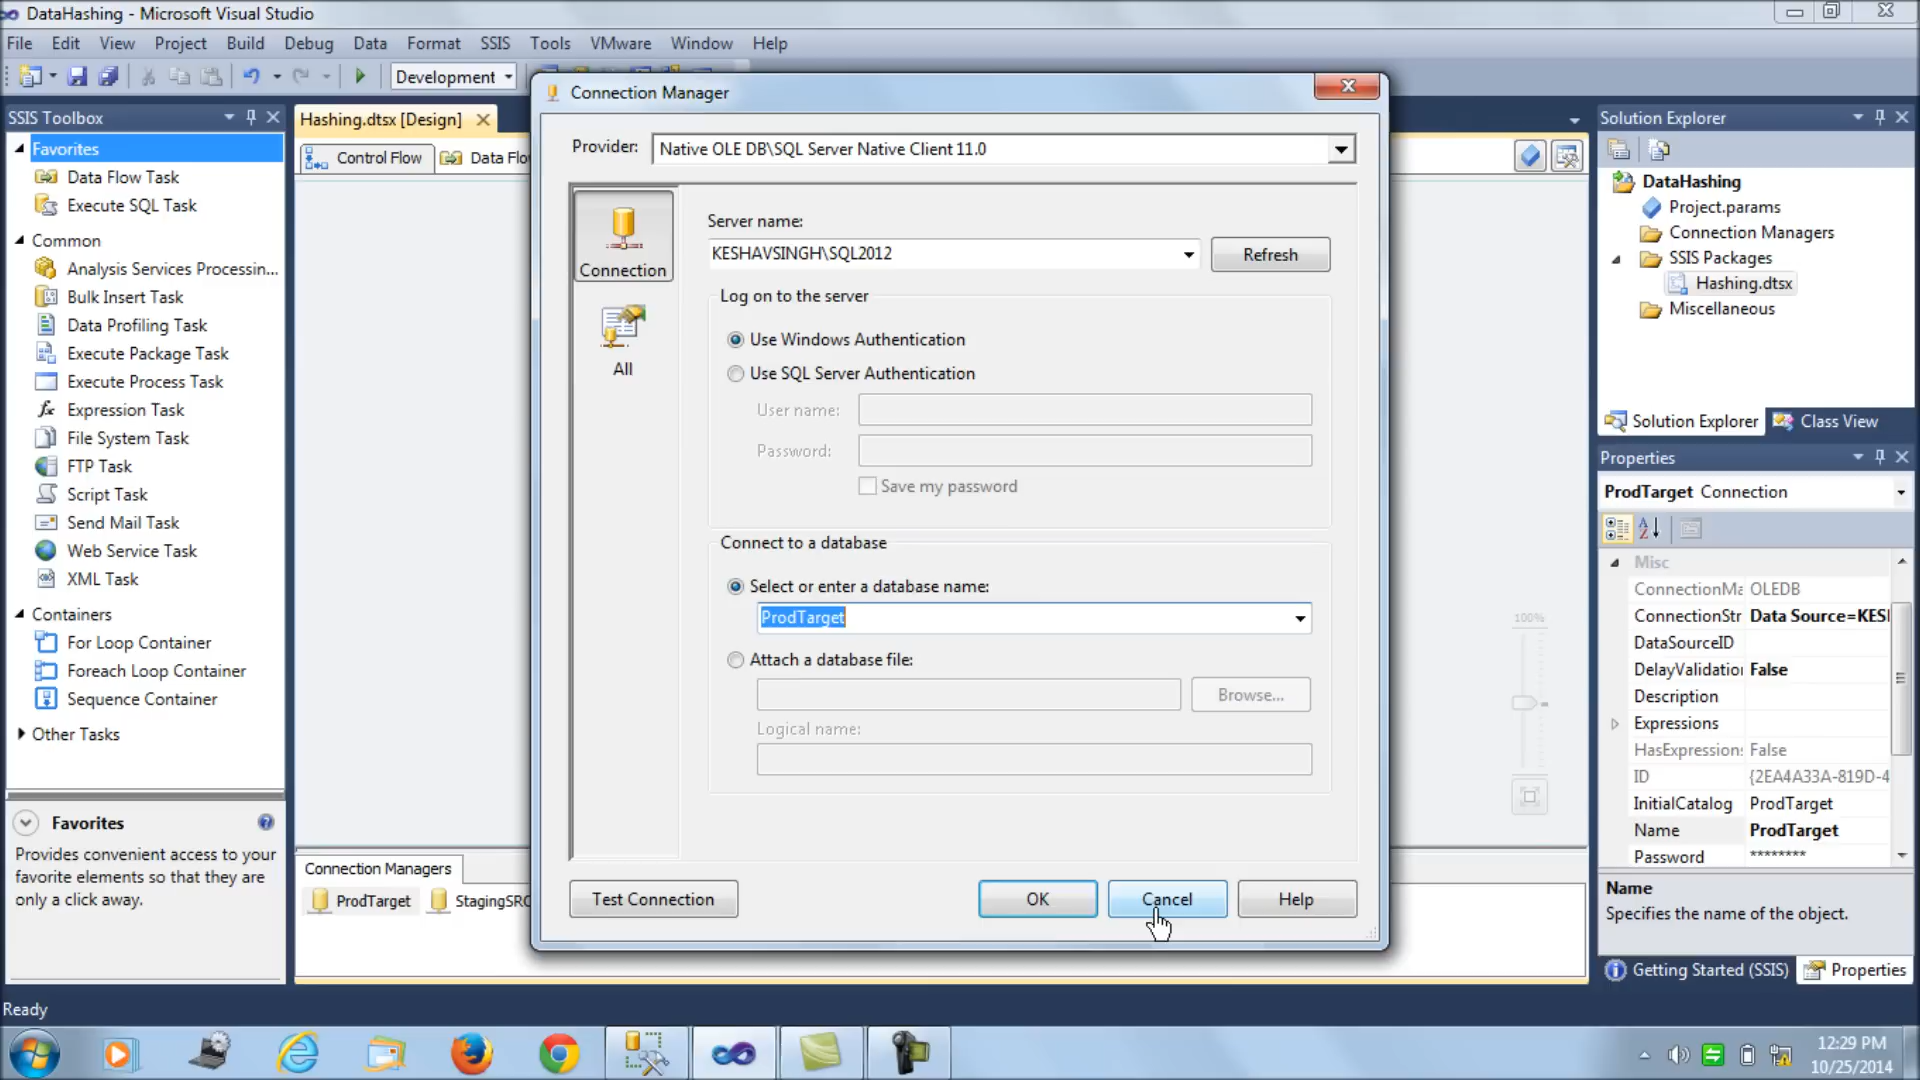 DataHashing - Microsoft Visual Studio
File Edit View Project Build Debug Data Format SSIS Tools VMware Window Help
Development
SSIS Toolbox
Favorites
Data Flow Task
Execute SQL Task
Common
Analysis Services Processin...
Bulk Insert Task
Data Profiling Task
Execute Package Task
Execute Process Task
Expression Task
File System Task
FTP Task
Script Task
Send Mail Task
Web Service Task
XML Task
Containers
For Loop Container
Foreach Loop Container
Sequence Container
Other Tasks
Favorites
Provides convenient access to your
favorite elements so that they are
only a click away.
Hashing.dtsx [Design]
Control Flow Data Flo
Connection Managers
ProdTarget StagingSRC
100%
Connection Manager
Provider: Native OLE DB\SQL Server Native Client 11.0
Connection
All
Server name:
KESHAVSINGH\SQL2012 Refresh
Log on to the server
Use Windows Authentication
Use SQL Server Authentication
User name:
Password:
Save my password
Connect to a database
Select or enter a database name:
ProdTarget
Attach a database file:
Browse...
Logical name:
Test Connection OK Cancel Help
Solution Explorer
DataHashing
Project.params
Connection Managers
SSIS Packages
Hashing.dtsx
Miscellaneous
Solution Explorer Class View
Properties
ProdTarget Connection
Misc
ConnectionMa OLEDB
ConnectionStr Data Source=KESI
DataSourceID
DelayValidation False
Description
Expressions
HasExpressions False
ID {2EA4A33A-819D-4
InitialCatalog ProdTarget
Name ProdTarget
Password ********
Name
Specifies the name of the object.
Getting Started (SSIS) Properties
Ready
12:29 PM
10/25/2014